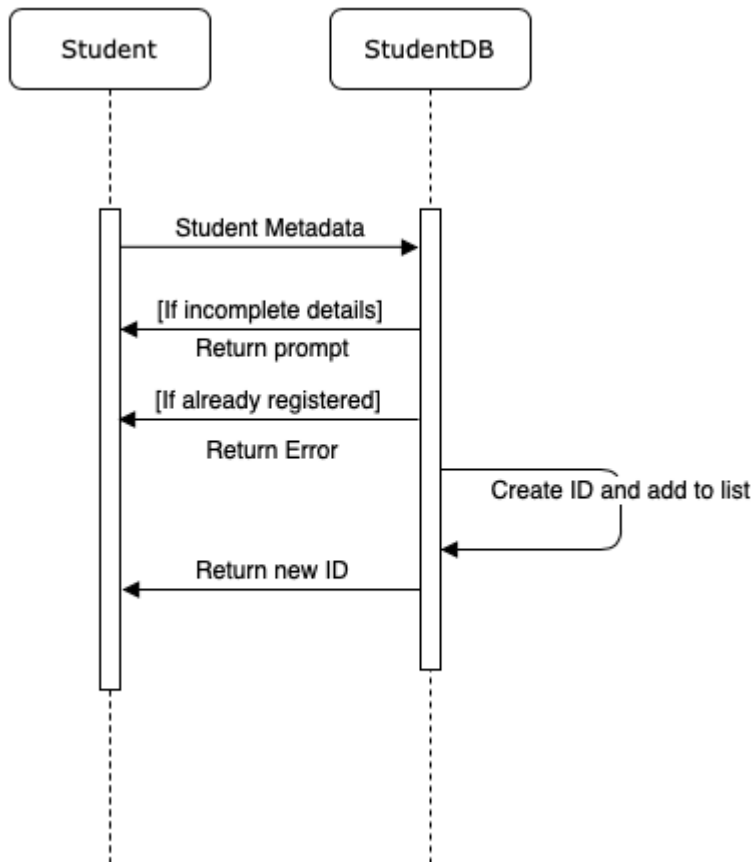 Student
StudentDB
Student Metadata
[If incomplete details]
Return prompt
[If already registered]
Return Error
Create ID and add to list
Return new ID